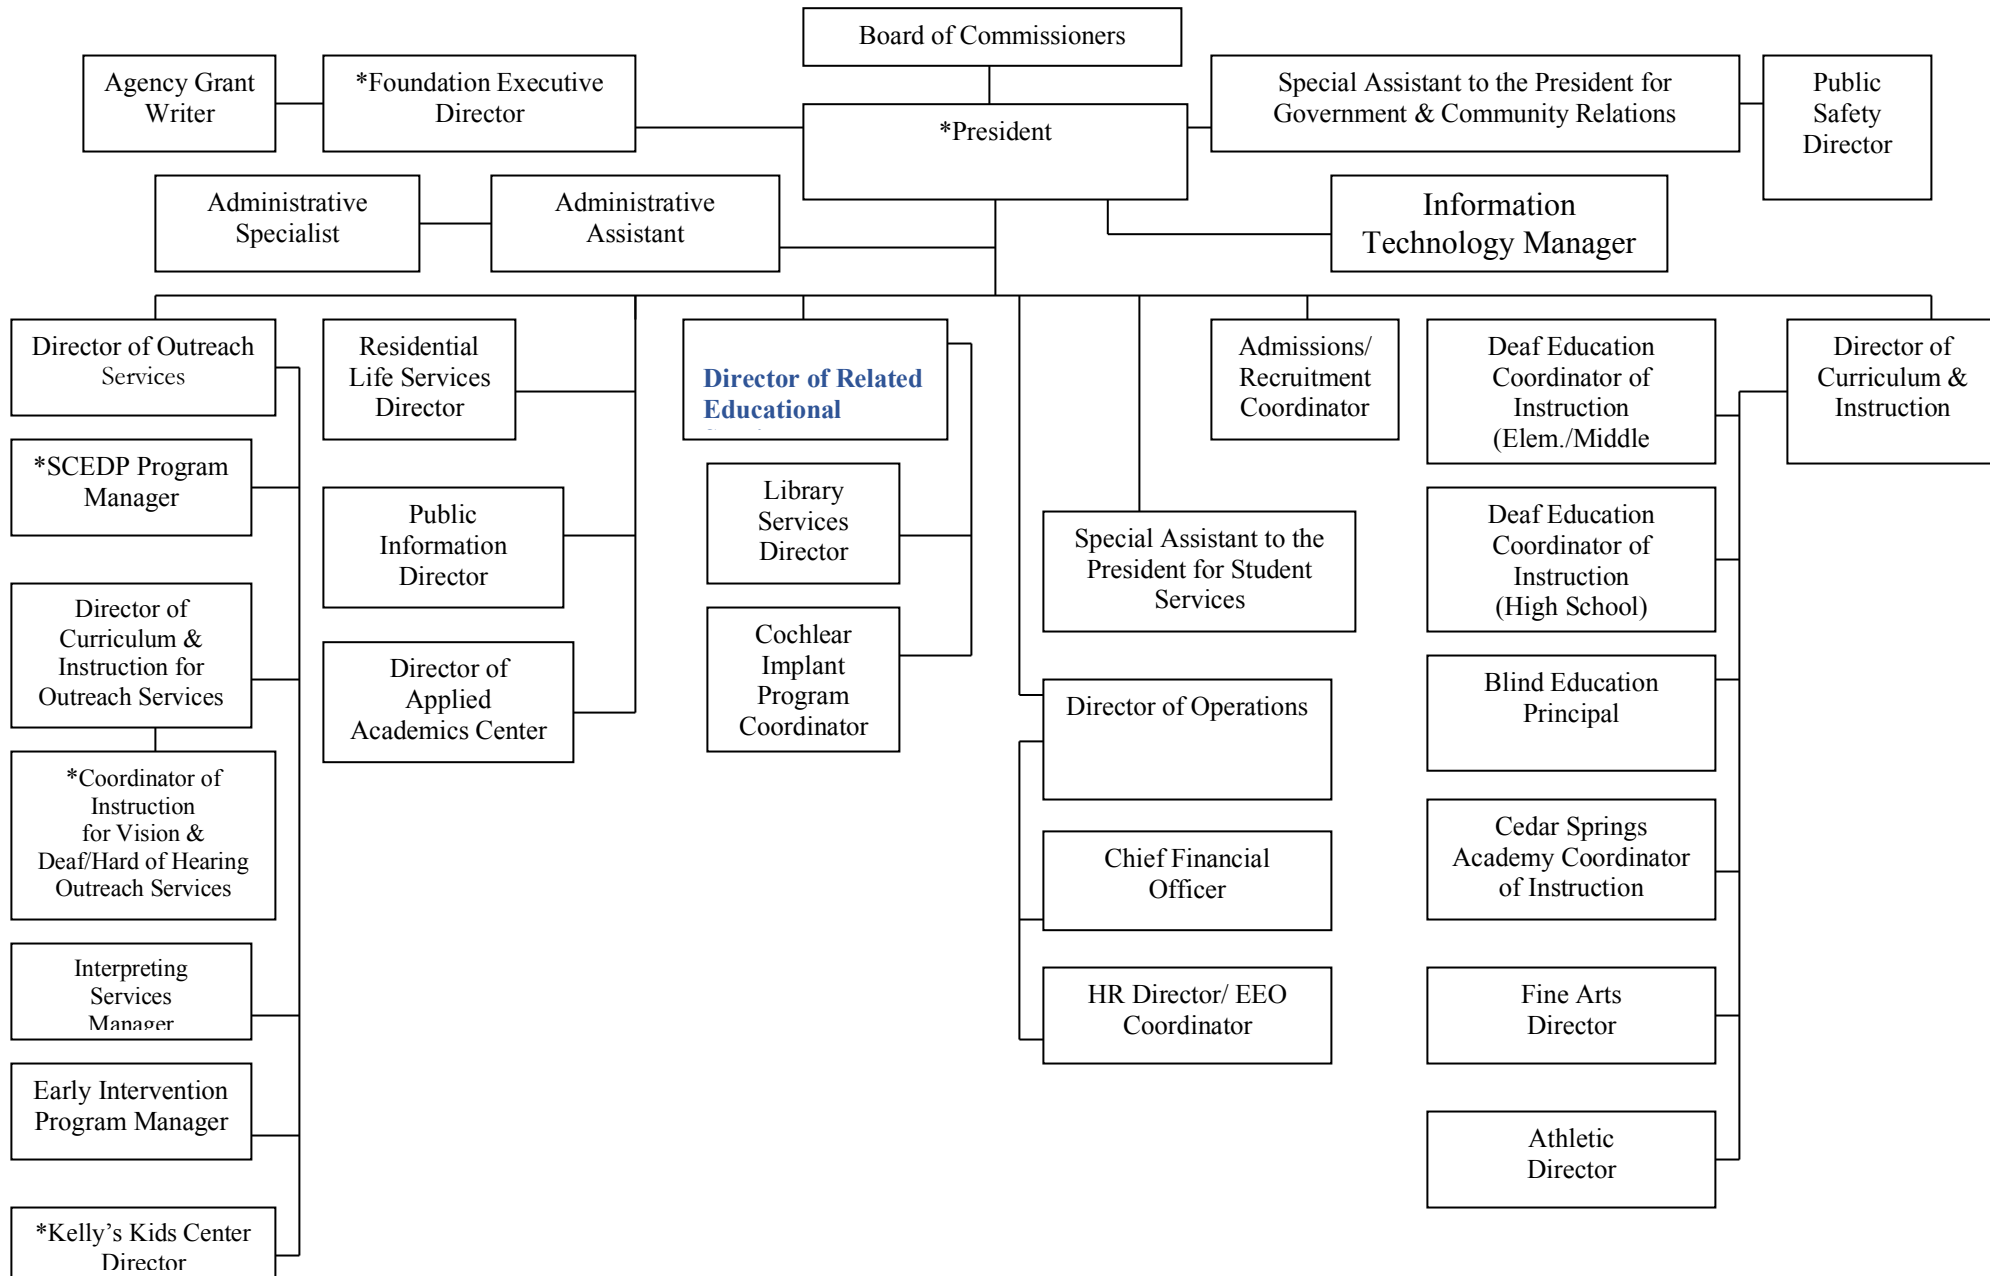 Board of Commissioners
Agency Grant
Writer
*Foundation Executive
Director
*President
Special Assistant to the President for
Government & Community Relations
Public
Safety
Director
Administrative
Specialist
Administrative
Assistant
Information
Technology Manager
Director of Outreach
Services
*SCEDP Program
Manager
Director of
Curriculum &
Instruction for
Outreach Services
*Coordinator of
Instruction
for Vision &
Deaf/Hard of Hearing
Outreach Services
Interpreting
Services
Manager
Early Intervention
Program Manager
*Kelly’s Kids Center
Director
Residential
Life Services
Director
Public
Information
Director
Director of
Applied
Academics Center
Director of Related
Educational
Library
Services
Director
Cochlear
Implant
Program
Coordinator
Special Assistant to the
President for Student
Services
Director of Operations
Chief Financial
Officer
HR Director/ EEO
Coordinator
Admissions/
Recruitment
Coordinator
Deaf Education
Coordinator of
Instruction
(Elem./Middle
Deaf Education
Coordinator of
Instruction
(High School)
Blind Education
Principal
Cedar Springs
Academy Coordinator
of Instruction
Fine Arts
Director
Athletic
Director
Director of
Curriculum &
Instruction